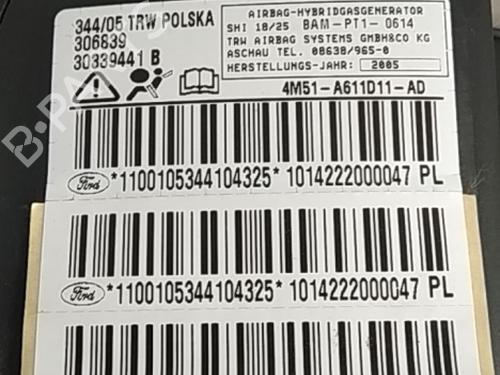 344/05 TRW POLSKA
306839
30339441 B
AIRBAG-HYBRIDGASGENERATOR
SHI 18/25 BAM-PT1-0614
TRW AIRBAG SYSTEMS GMBH&CO KG
ASCHAU TEL. 08638/965-0
HERSTELLUNGS-JAHR: 2005
4M51-A611D11-AD
Ford *1100105344104325* 1014222000047 PL
Ford *1100105344104325* 1014222000047 PL